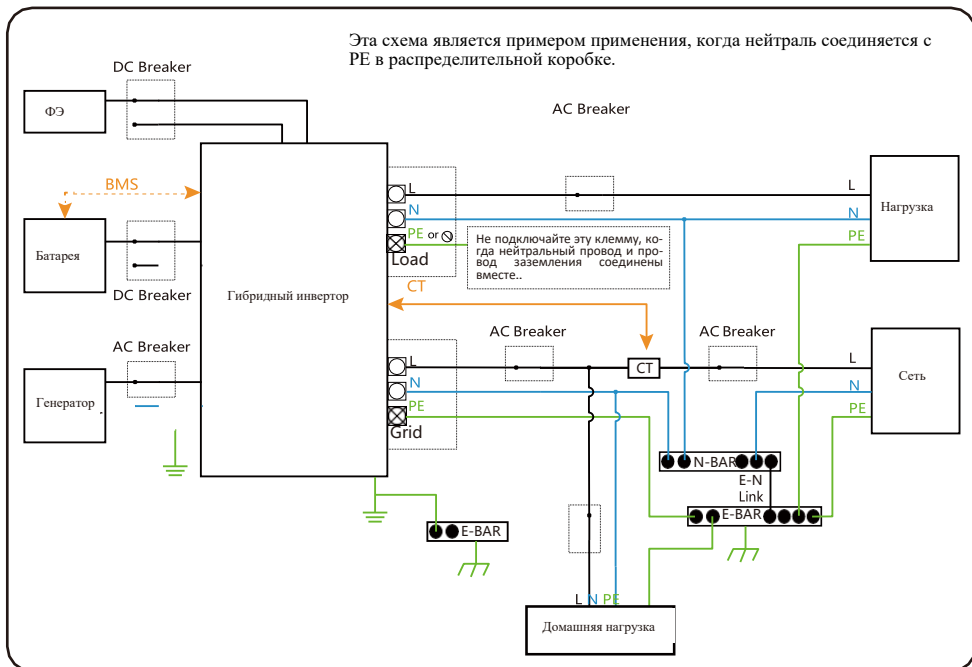 Эта схема является примером применения, когда нейтраль соединяется с
PE в распределительной коробке.
DC Breaker
ФЭ
AC Breaker
BMS
L
N
PE or
Load
Не подключайте эту клемму, ко-
гда нейтральный провод и про-
вод заземления соединены
вместе..
L
N
PE
Нагрузка
Батарея
DC Breaker
Гибридный инвертор
CT
AC Breaker
AC Breaker
AC Breaker
L
N
PE
Grid
CT
L
N
PE
Сеть
Генератор
N-BAR
E-N
Link
E-BAR
E-BAR
L N PE
Домашняя нагрузка